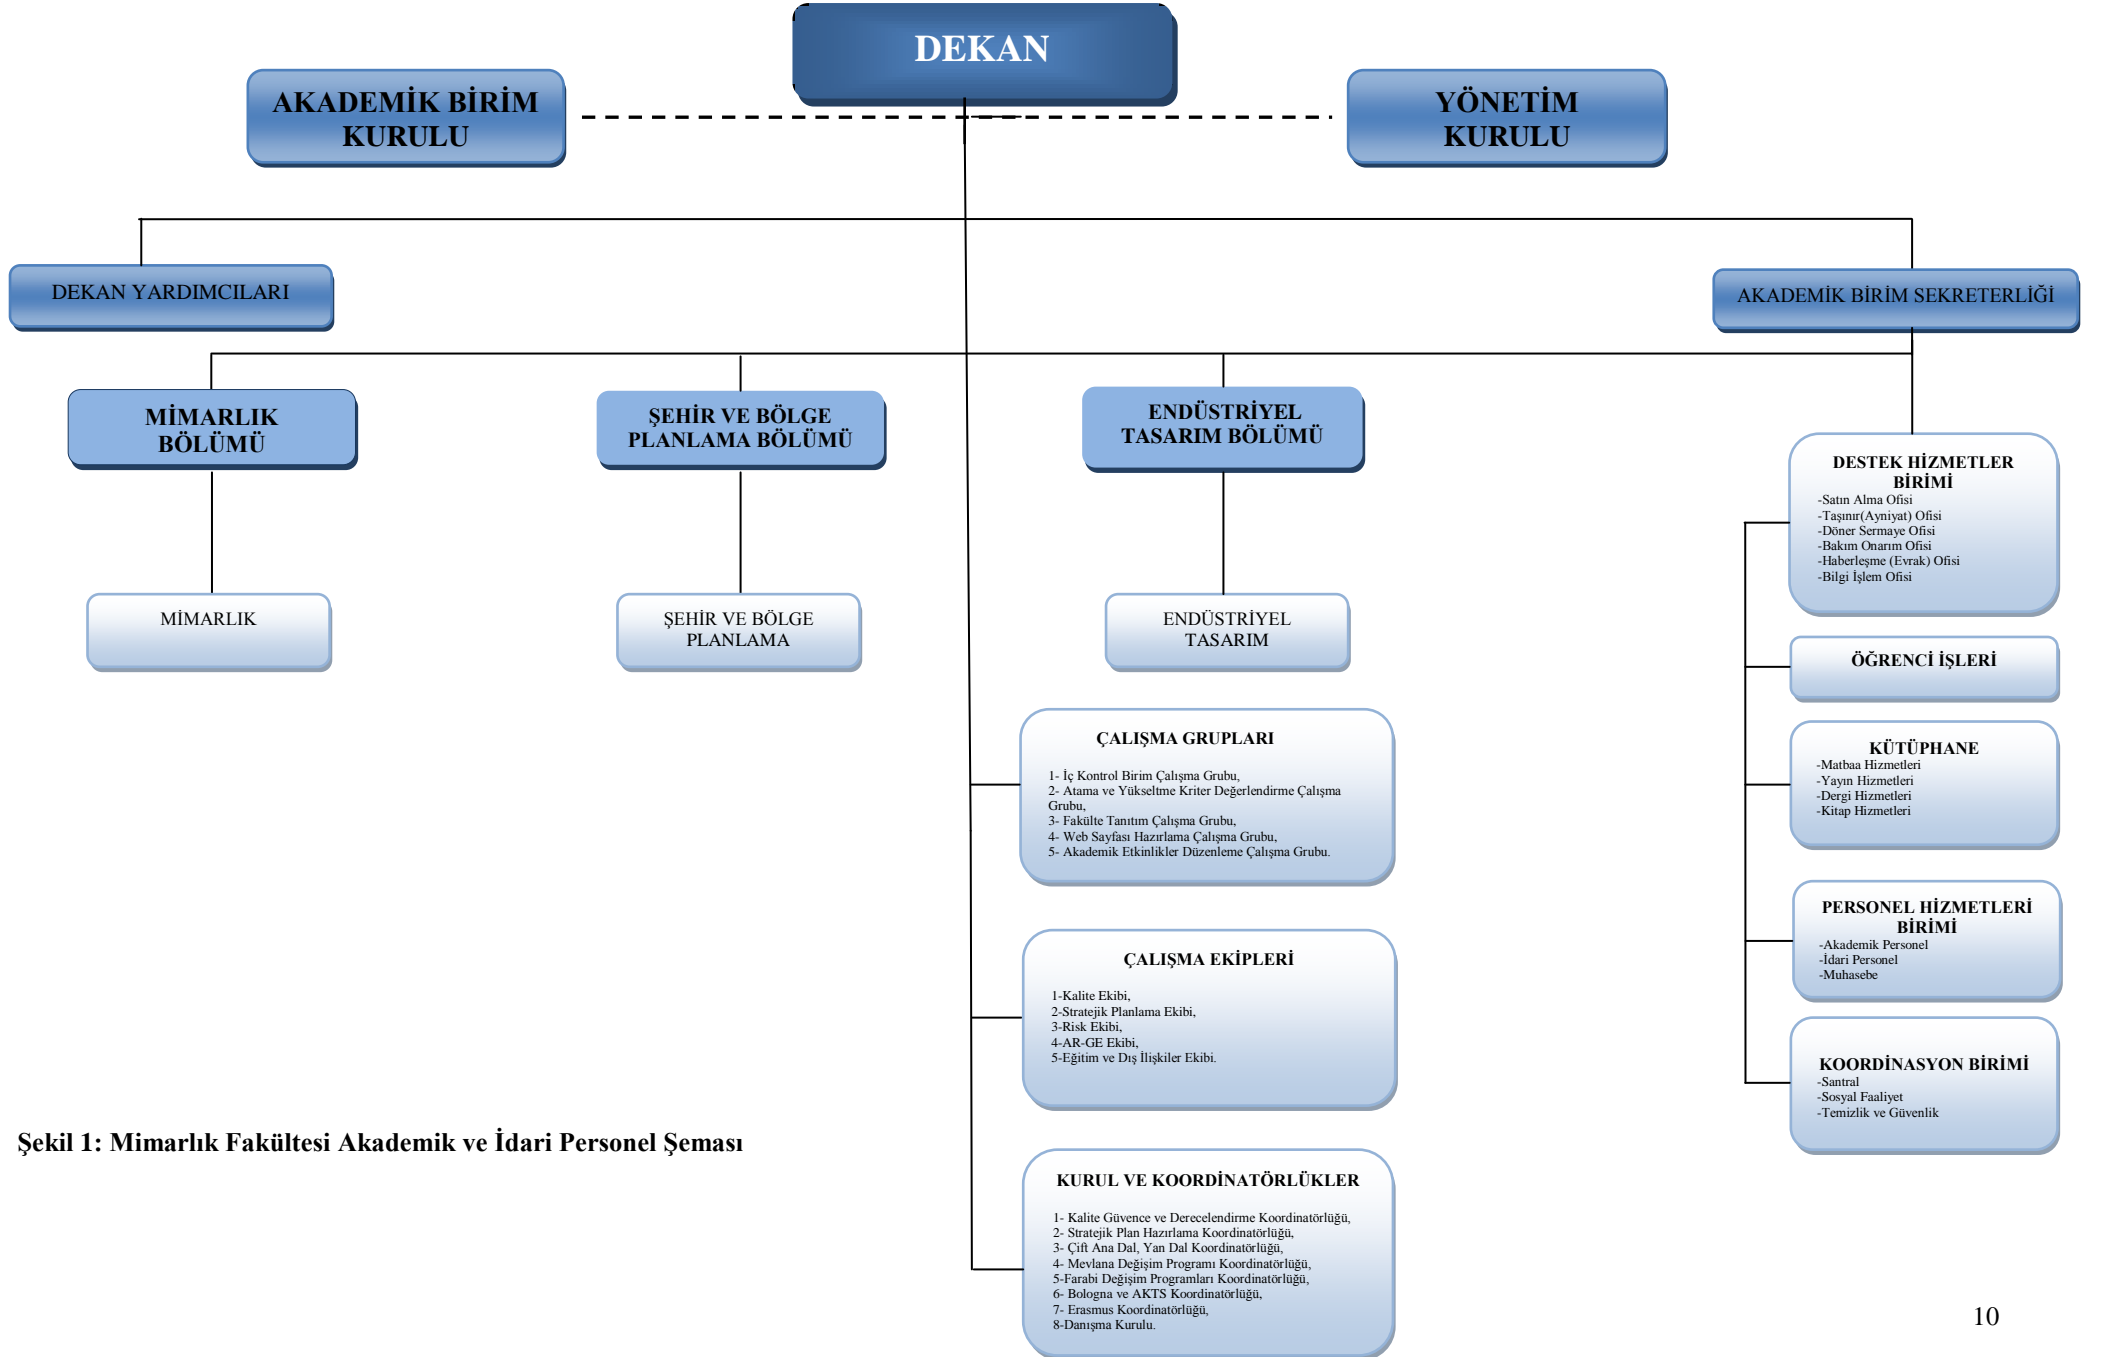 DEKAN
AKADEMİK BİRİM
KURULU
YÖNETİM
KURULU
DEKAN YARDIMCILARI
AKADEMİK BİRİM SEKRETERLİĞİ
MİMARLIK
BÖLÜMÜ
ŞEHİR VE BÖLGE
PLANLAMA BÖLÜMÜ
ENDÜSTRİYEL
TASARIM BÖLÜMÜ
MİMARLIK
ŞEHİR VE BÖLGE
PLANLAMA
ENDÜSTRİYEL
TASARIM
DESTEK HİZMETLER
BİRİMİ
-Satın Alma Ofisi
-Taşınır(Ayniyat) Ofisi
-Döner Sermaye Ofisi
-Bakım Onarım Ofisi
-Haberleşme (Evrak) Ofisi
-Bilgi İşlem Ofisi
ÖĞRENCİ İŞLERİ
KÜTÜPHANE
-Matbaa Hizmetleri
-Yayın Hizmetleri
-Dergi Hizmetleri
-Kitap Hizmetleri
PERSONEL HİZMETLERİ
BİRİMİ
-Akademik Personel
-İdari Personel
-Muhasebe
KOORDİNASYON BİRİMİ
-Santral
-Sosyal Faaliyet
-Temizlik ve Güvenlik
ÇALIŞMA GRUPLARI
1- İç Kontrol Birim Çalışma Grubu,
2- Atama ve Yükseltme Kriter Değerlendirme Çalışma
Grubu,
3- Fakülte Tanıtım Çalışma Grubu,
4- Web Sayfası Hazırlama Çalışma Grubu,
5- Akademik Etkinlikler Düzenleme Çalışma Grubu.
ÇALIŞMA EKİPLERİ
1-Kalite Ekibi,
2-Stratejik Planlama Ekibi,
3-Risk Ekibi,
4-AR-GE Ekibi,
5-Eğitim ve Dış İlişkiler Ekibi.
KURUL VE KOORDİNATÖRLÜKLER
1- Kalite Güvence ve Derecelendirme Koordinatörlüğü,
2- Stratejik Plan Hazırlama Koordinatörlüğü,
3- Çift Ana Dal, Yan Dal Koordinatörlüğü,
4- Mevlana Değişim Programı Koordinatörlüğü,
5-Farabi Değişim Programları Koordinatörlüğü,
6- Bologna ve AKTS Koordinatörlüğü,
7- Erasmus Koordinatörlüğü,
8-Danışma Kurulu.
Şekil 1: Mimarlık Fakültesi Akademik ve İdari Personel Şeması
10